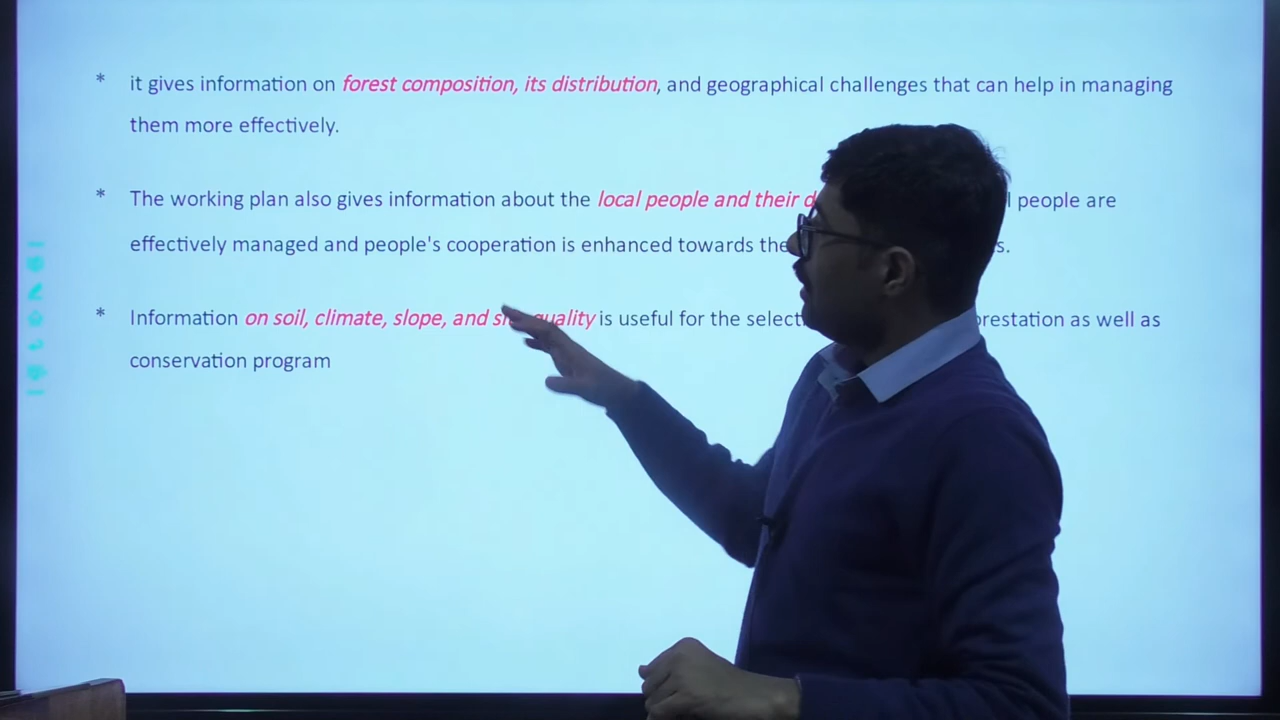 * it gives information on forest composition, its distribution, and geographical challenges that can help in managing
them more effectively.
* The working plan also gives information about the local people and their people are
effectively managed and people's cooperation is enhanced towards the
* Information on soil, climate, slope, and quality is useful for the as well as
conservation program